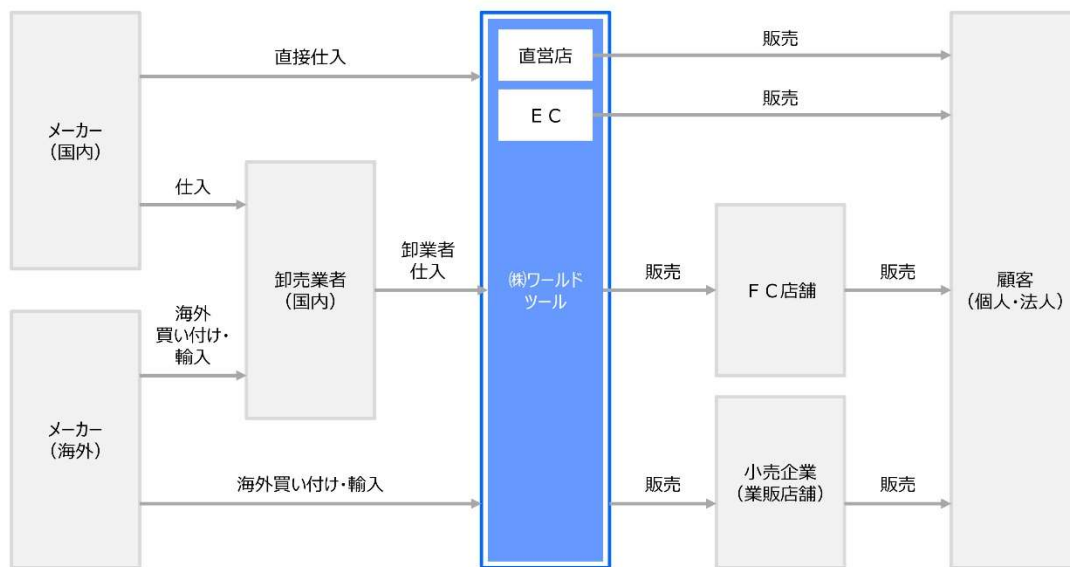 直接仕入
メーカー
（国内）
仕入
卸売業者
（国内）
海外
買い付け・
輸入
メーカー
（海外）
海外買い付け・輸入
卸業者
仕入
直営店
ＥＣ
㈱ワールド
ツール
販売
販売
販売
ＦＣ店舗
販売
販売
小売企業
（業販店舗）
販売
顧客
（個人・法人）